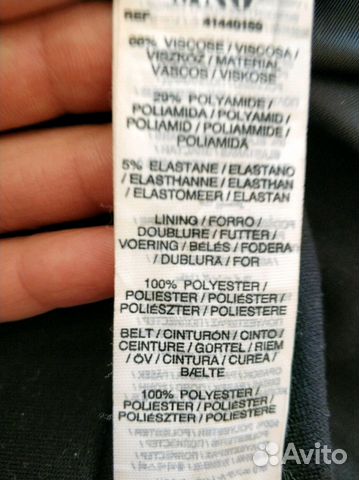 REF. 41440159
66% VISCOSE / VISCOSA /
VISZKÓZ / MATERIAL
VASCOS / VISKOSE
29% POLYAMIDE /
POLIAMIDA / POLYAMID /
POLIAMID / POLIAMMIDE /
POLIAMIDA
5% ELASTANE / ELASTANO
/ ELASTHANNE / ELASTHAN
/ ELASTOMEER / ELASTAN
LINING / FORRO /
DOUBLURE / FUTTER /
VOERING / BÉLÉS / FODERA
/ DUBLURA / FOR
100% POLYESTER /
POLIESTER / POLIÉSTER /
POLIÉSZTER / POLIESTERE
BELT / CINTURÓN / CINTO /
CEINTURE / GÜRTEL / RIEM
/ ÖV / CINTURA / CUREA /
BÆLTE
100% POLYESTER /
POLIESTER / POLIÉSTER /
POLIÉSZTER / POLIESTERE
Avito